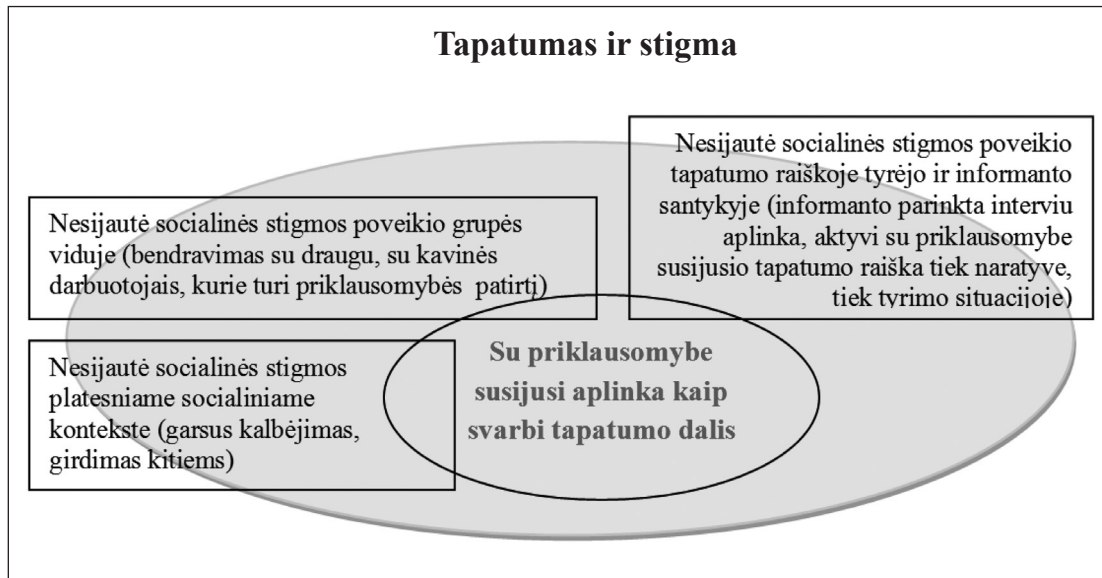 Tapatumas ir stigma
Nesijautė socialinės stigmos poveikio
tapatumo raiškoje tyrėjo ir informanto
santykyje (informanto parinkta interviu
aplinka, aktyvi su priklausomybe
susijusio tapatumo raiška tiek naratyve,
tiek tyrimo situacijoje)
Nesijautė socialinės stigmos poveikio grupės
viduje (bendravimas su draugu, su kavinės
darbuotojais, kurie turi priklausomybės patirtį)
Nesijautė socialinės stigmos
platesniame socialiniame
kontekste (garsus kalbėjimas,
girdimas kitiems)
Su priklausomybe
susijusi aplinka kaip
svarbi tapatumo dalis